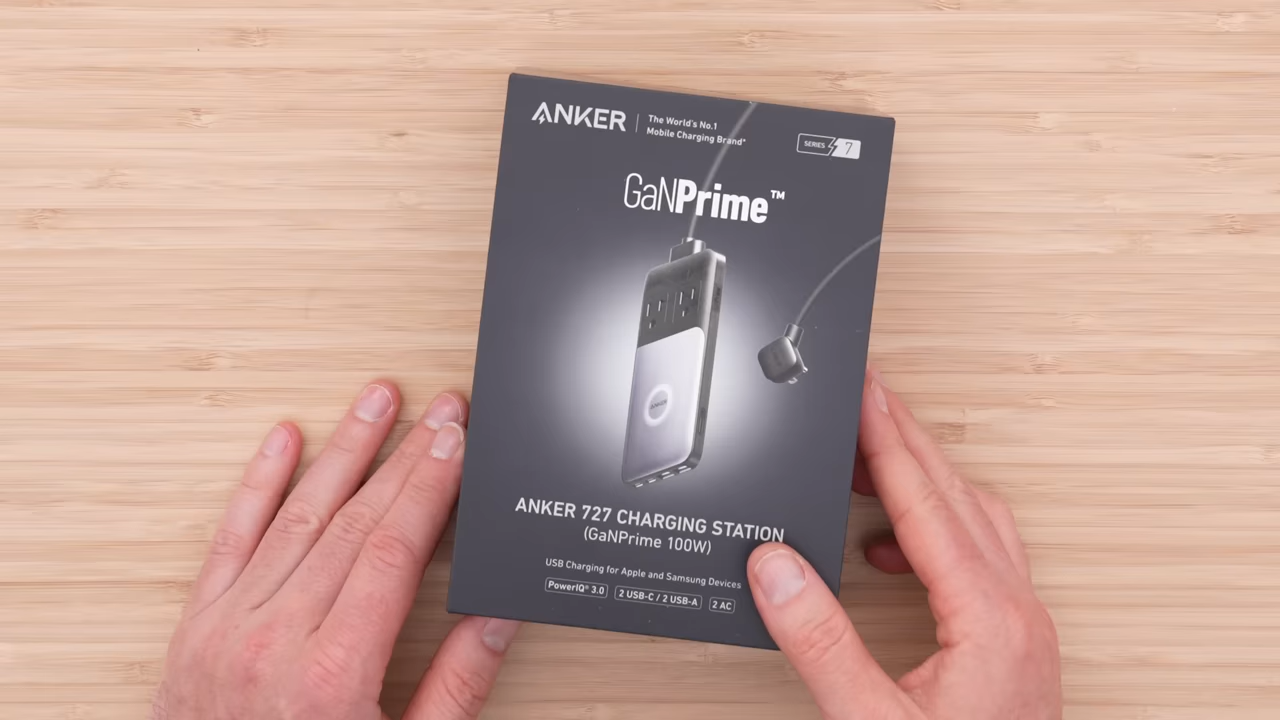 ANKER
The World's No.1
Mobile Charging Brand*
SERIES 7
GaNPrime™
ANKER
ANKER 727 CHARGING STATION
(GaNPrime 100W)
USB Charging for Apple and Samsung Devices
PowerIQ® 3.0
2 USB-C / 2 USB-A
2 AC